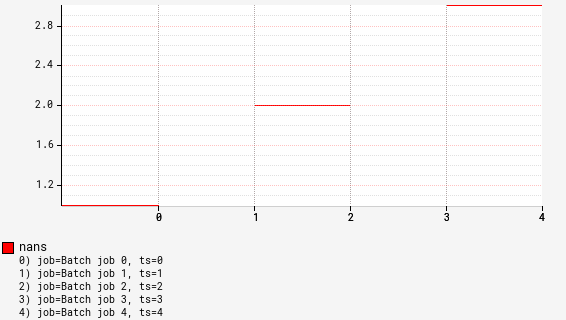 2.8
2.4
2.0
1.6
1.2
0 1 2 3 4
nans
0) job=Batch job 0, ts=0
1) job=Batch job 1, ts=1
2) job=Batch job 2, ts=2
3) job=Batch job 3, ts=3
4) job=Batch job 4, ts=4